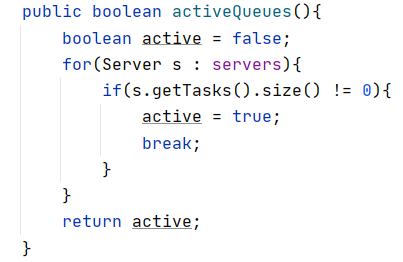 public boolean activeQueues(){
    boolean active = false;
    for(Server s : servers){
        if(s.getTasks().size() != 0){
            active = true;
            break;
        }
    }
    return active;
}